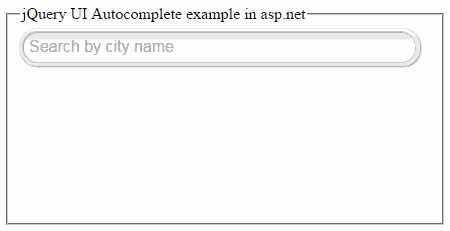 jQuery UI Autocomplete example in asp.net
Search by city name